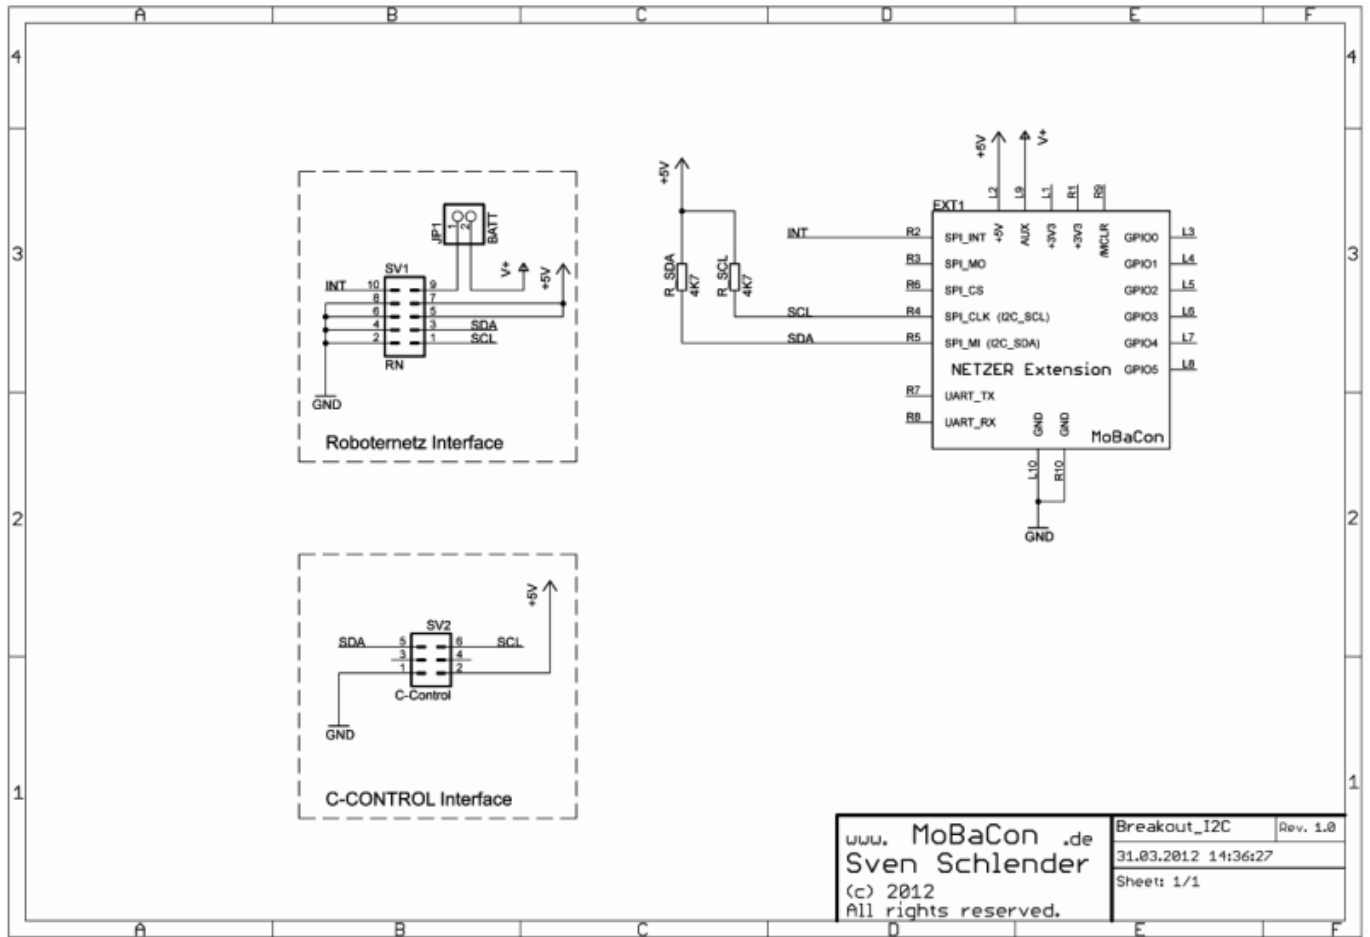 A B C D E F
4 4
+5V V+
+5V
L2 L9 L1 R1 R9
JP1 1 2 BATT
EXT1
INT R2 SPI_INT +5V AUX +3V3 +3V3 /MCLR GPIO0 L3
3 3
R3 SPI_MO GPIO1 L4
SV1 V+ +5V
R_SDA 4K7 R_SCL 4K7
INT 10 9
R6 SPI_CS GPIO2 L5
8 7
6 5
SCL R4 SPI_CLK (I2C_SCL) GPIO3 L6
4 3 SDA
2 1 SCL
SDA R5 SPI_MI (I2C_SDA) GPIO4 L7
RN
NETZER Extension GPIO5 L8
GND
R7 UART_TX
R8 UART_RX GND GND
Roboternetz Interface
MoBaCon
L10 R10
2 2
GND
+5V
SV2
SDA 5 6 SCL
3 4
1 2
C-Control
GND
1 1
C-CONTROL Interface
www. MoBaCon .de
Sven Schlender
(c) 2012
All rights reserved.
Breakout_I2C Rev. 1.0
31.03.2012 14:36:27
Sheet: 1/1
A B C D E F